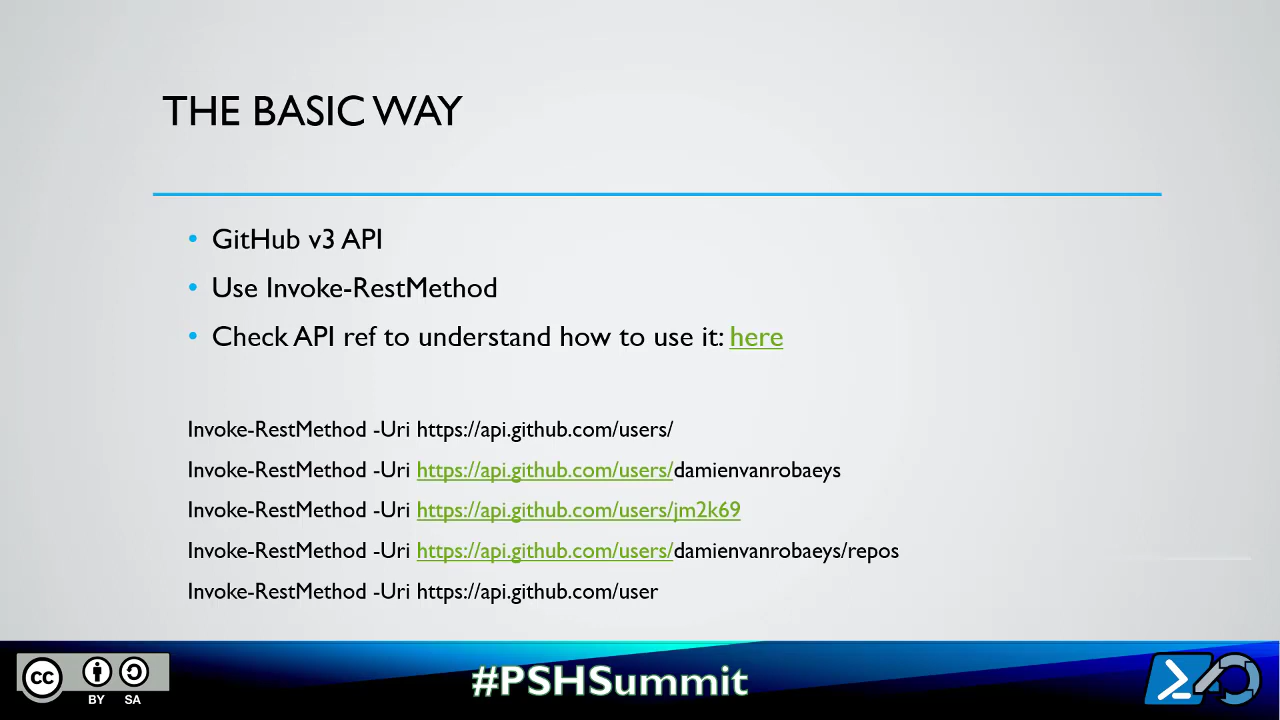 THE BASIC WAY
• GitHub v3 API
• Use Invoke-RestMethod
• Check API ref to understand how to use it: here
Invoke-RestMethod -Uri https://api.github.com/users/
Invoke-RestMethod -Uri https://api.github.com/users/damienvanrobaeys
Invoke-RestMethod -Uri https://api.github.com/users/jm2k69
Invoke-RestMethod -Uri https://api.github.com/users/damienvanrobaeys/repos
Invoke-RestMethod -Uri https://api.github.com/user
cc
BY SA
#PSHSummit